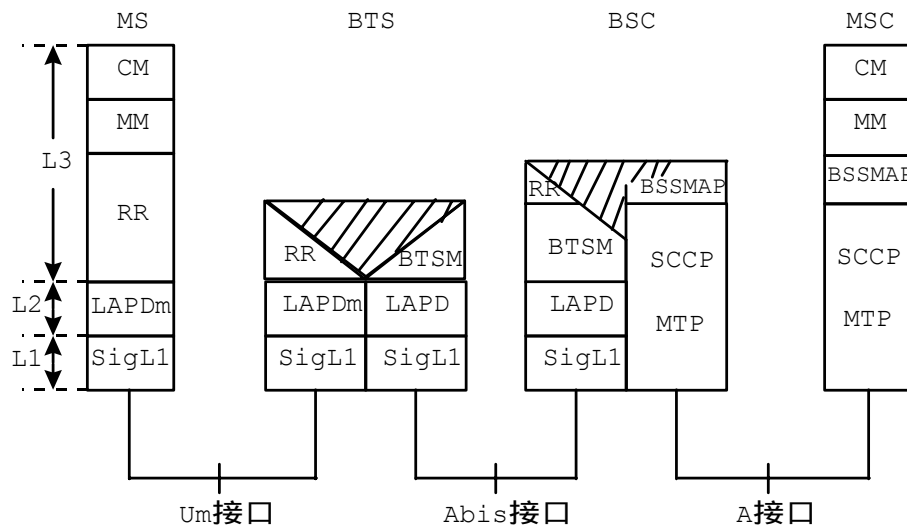 MS BTS BSC MSC
CM CM
MM MM
L3
RR BSSMAP BSSMAP
RR
RR BTSM BTSM SCCP SCCP
L2 LAPDm LAPDm LAPD LAPD
MTP MTP
L1 SigL1 SigL1 SigL1 SigL1
Um接口 Abis接口 A接口